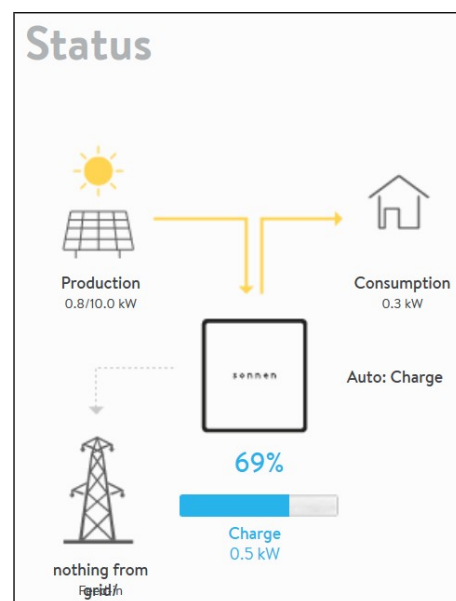 Status
Production
0.8/10.0 kW
Consumption
0.3 kW
sonnen
Auto: Charge
69%
Charge
0.5 kW
nothing from
grid/